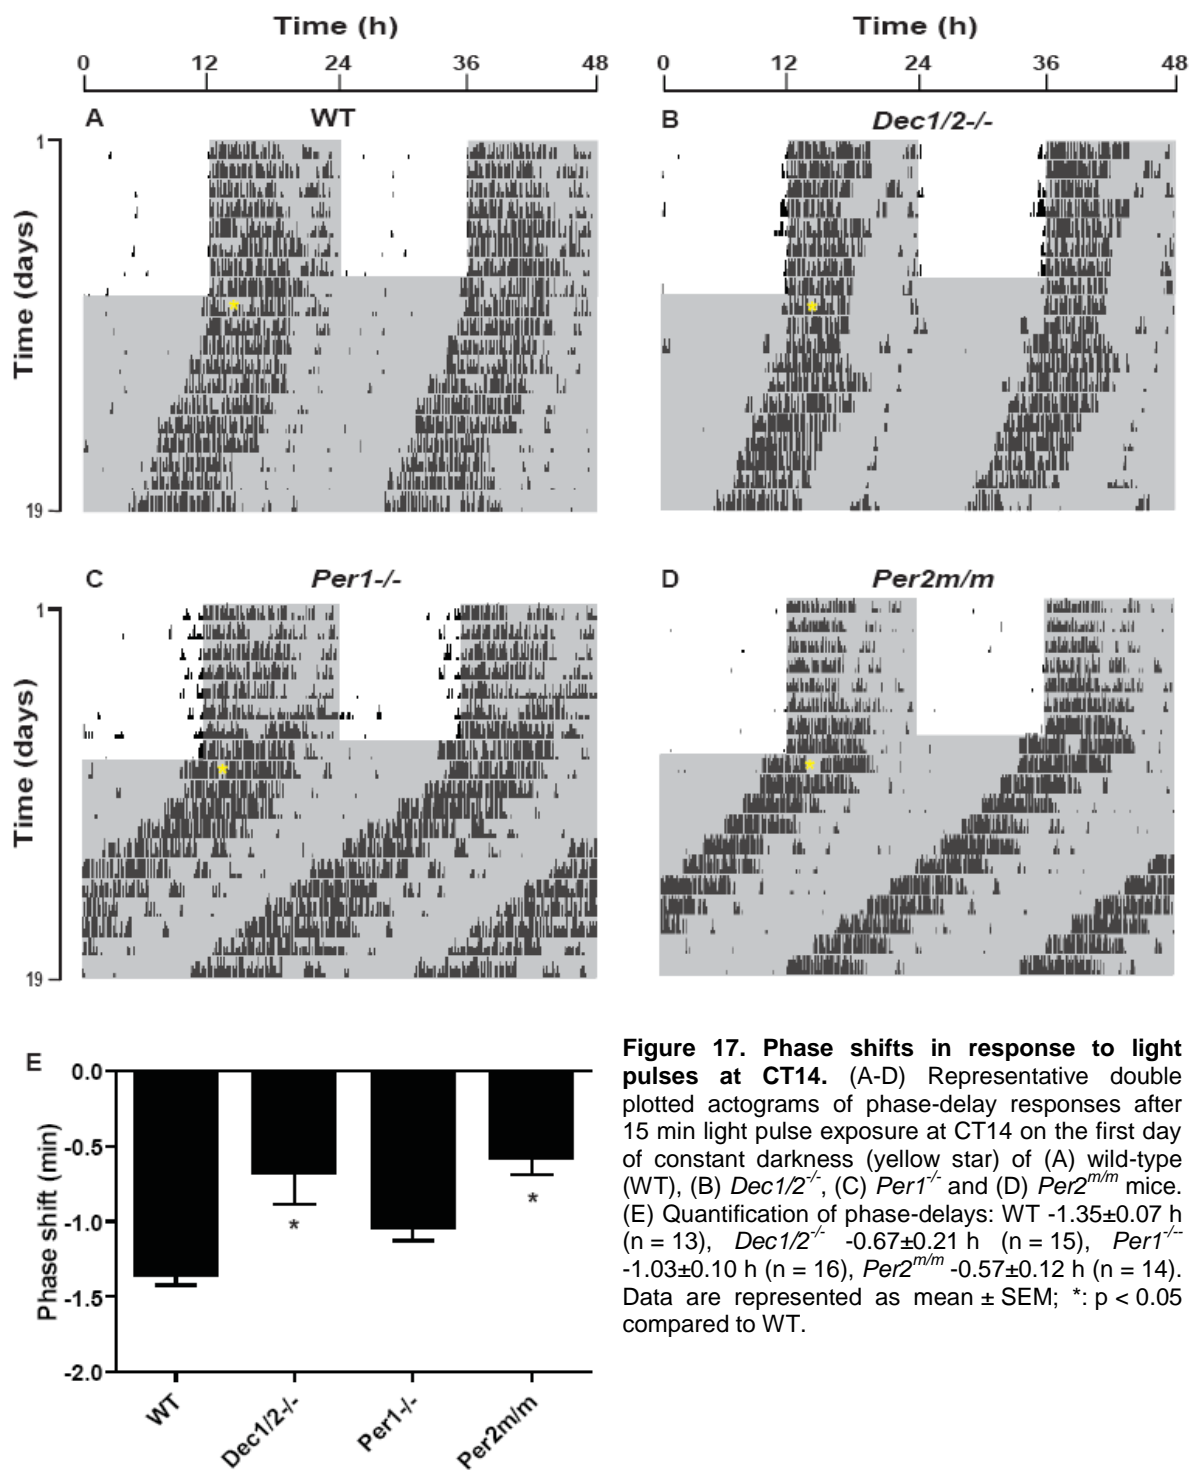 Time (h)
Time (h)
0 12 24 36 48
0 12 24 36 48
A WT
B Dec1/2-/-
Time (days)
1
19
C Per1-/-
D Per2m/m
Time (days)
1
19
E
Phase shift (min)
0.0
-0.5
-1.0
-1.5
-2.0
*
*
WT
Dec1/2-/-
Per1-/-
Per2m/m
Figure 17. Phase shifts in response to light
pulses at CT14. (A-D) Representative double
plotted actograms of phase-delay responses after
15 min light pulse exposure at CT14 on the first day
of constant darkness (yellow star) of (A) wild-type
(WT), (B) Dec1/2-/-, (C) Per1-/- and (D) Per2m/m mice.
(E) Quantification of phase-delays: WT -1.35±0.07 h
(n = 13), Dec1/2-/- -0.67±0.21 h (n = 15), Per1-/--
-1.03±0.10 h (n = 16), Per2m/m -0.57±0.12 h (n = 14).
Data are represented as mean ± SEM; *: p < 0.05
compared to WT.